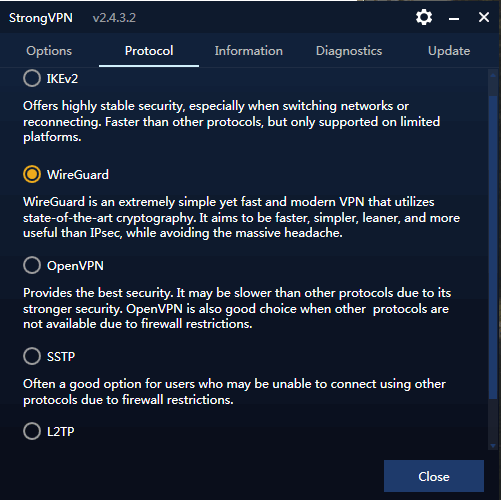 StrongVPN v2.4.3.2
Options Protocol Information Diagnostics Update
IKEv2
Offers highly stable security, especially when switching networks or
reconnecting. Faster than other protocols, but only supported on limited
platforms.
WireGuard
WireGuard is an extremely simple yet fast and modern VPN that utilizes
state-of-the-art cryptography. It aims to be faster, simpler, leaner, and more
useful than IPsec, while avoiding the massive headache.
OpenVPN
Provides the best security. It may be slower than other protocols due to its
stronger security. OpenVPN is also good choice when other protocols are
not available due to firewall restrictions.
SSTP
Often a good option for users who may be unable to connect using other
protocols due to firewall restrictions.
L2TP
Close